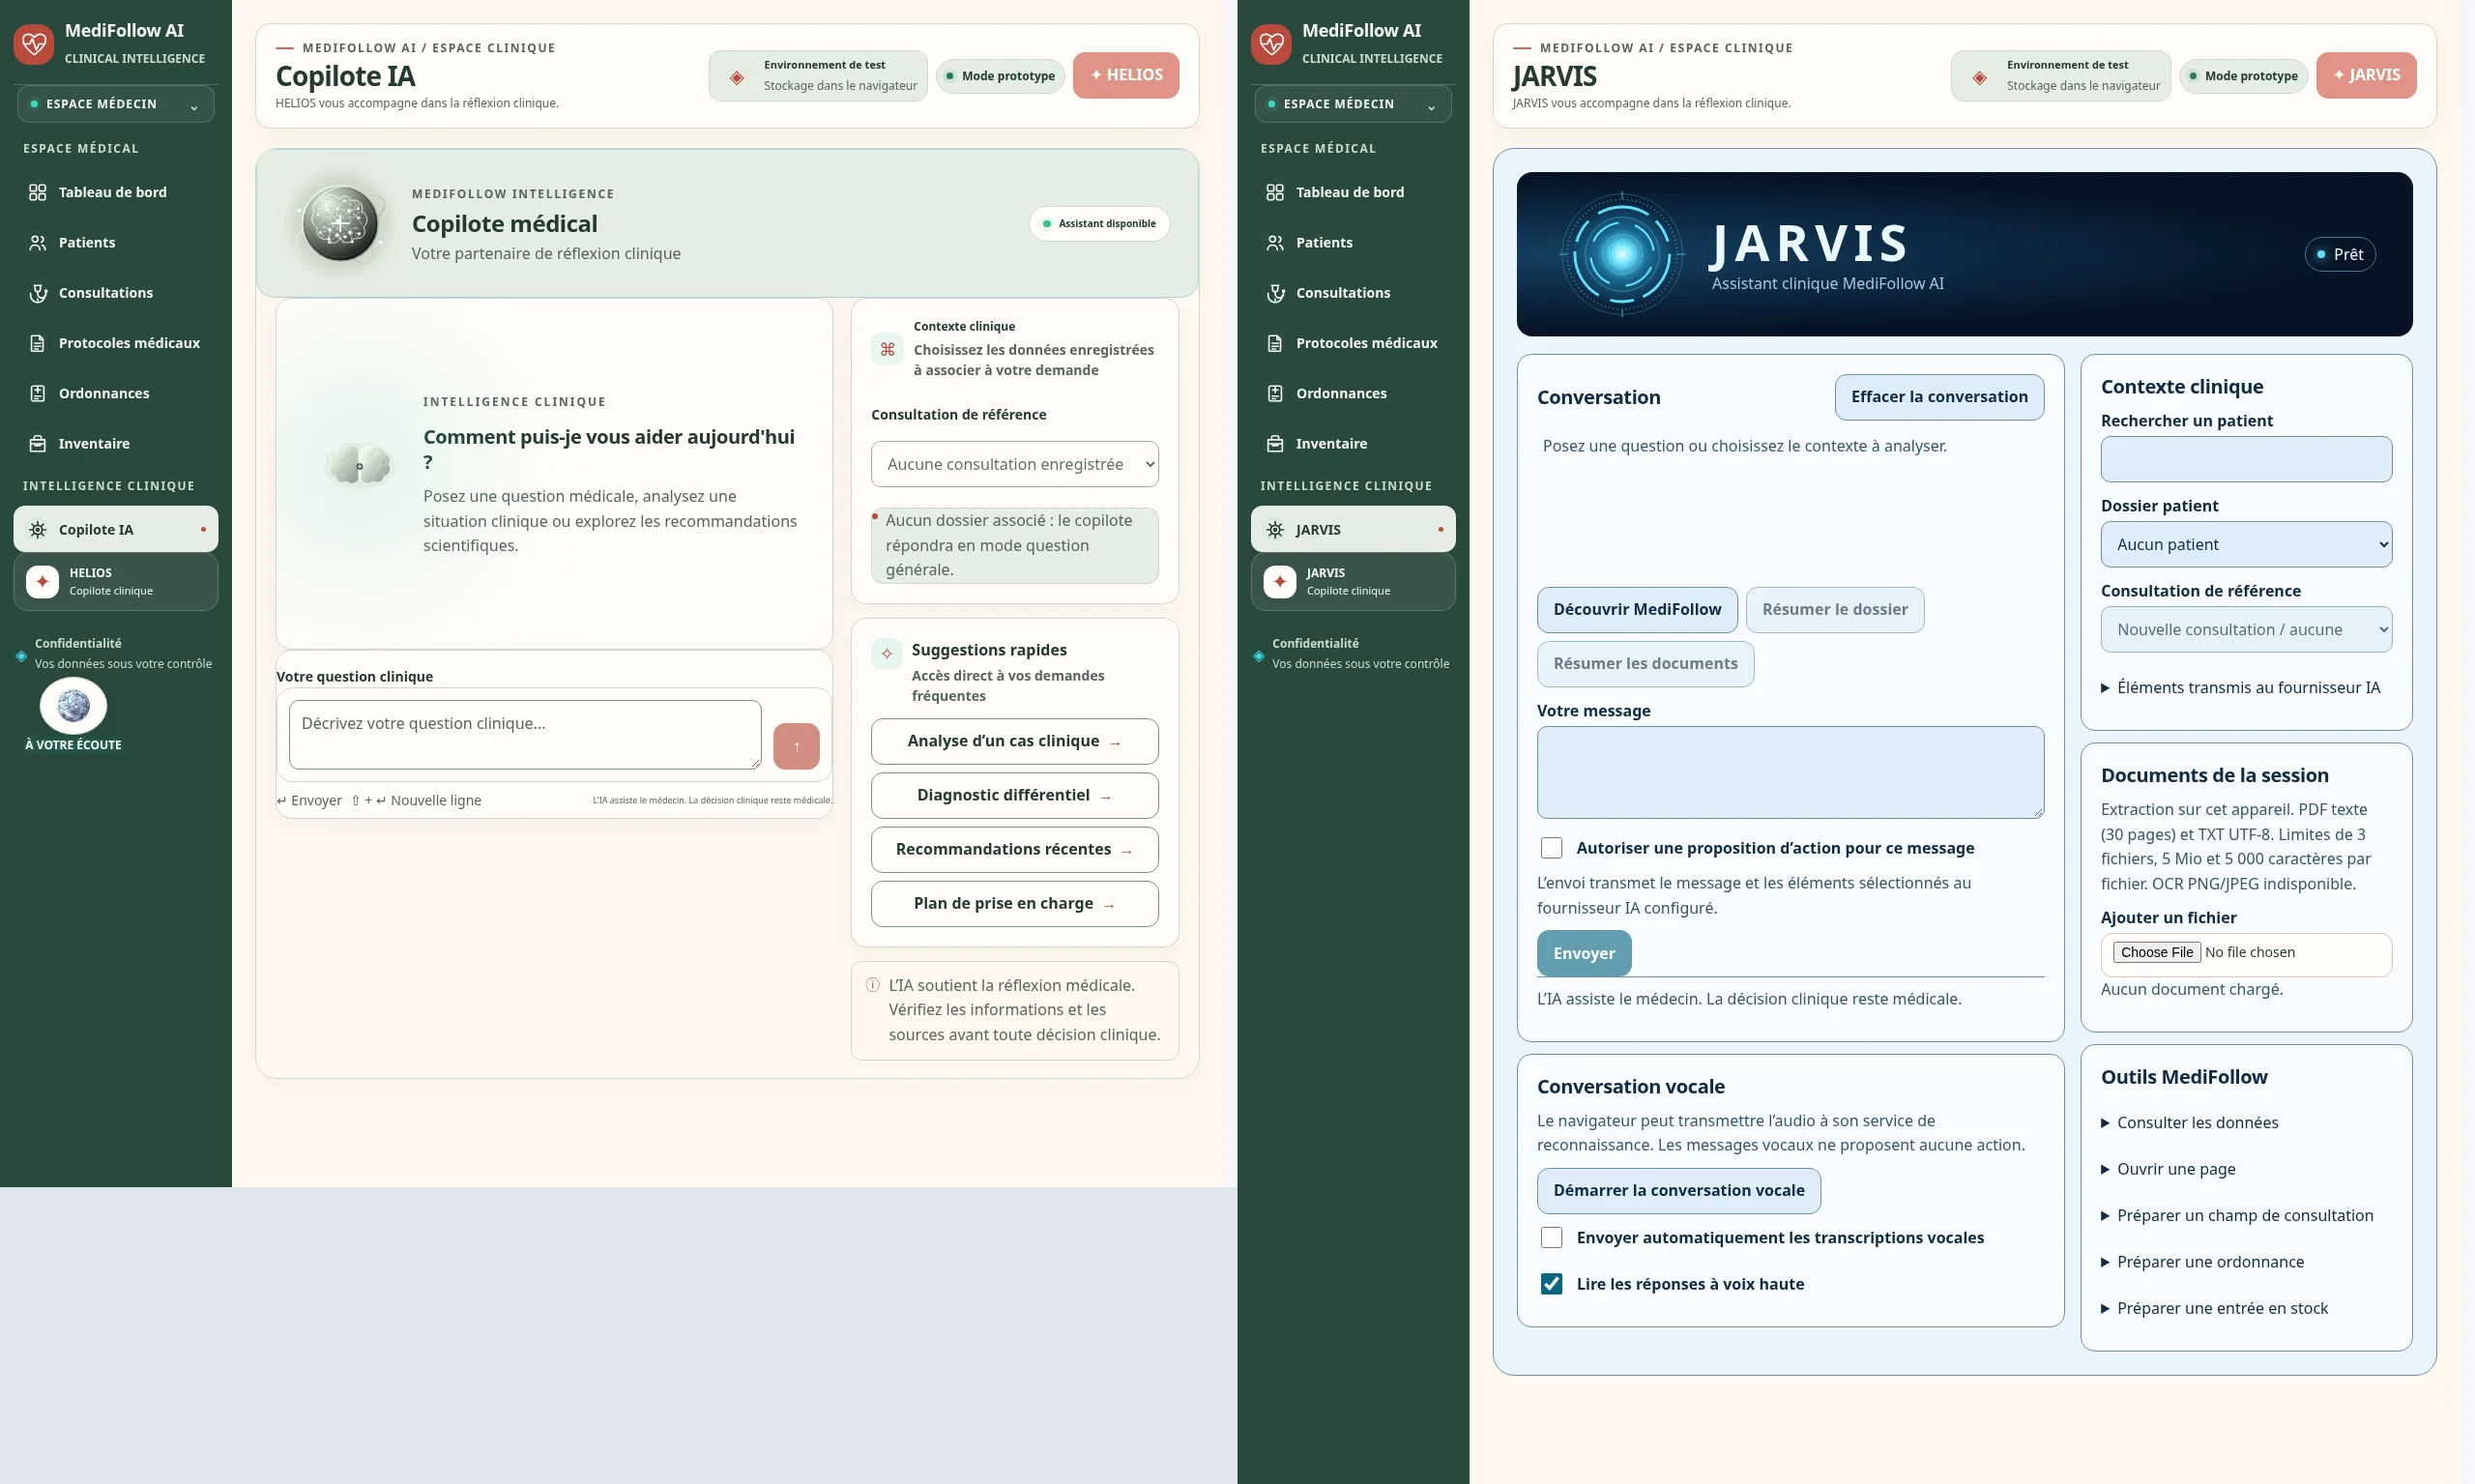 MediFollow AI
CLINICAL INTELLIGENCE
ESPACE MÉDECIN
ESPACE MÉDICAL
Tableau de bord
Patients
Consultations
Protocoles médicaux
Ordonnances
Inventaire
INTELLIGENCE CLINIQUE
Copilote IA
HELIOS
Copilote clinique
Confidentialité
Vos données sous votre contrôle
À VOTRE ÉCOUTE
MEDIFOLLOW AI / ESPACE CLINIQUE
Copilote IA
HELIOS vous accompagne dans la réflexion clinique.
Environnement de test
Stockage dans le navigateur
Mode prototype
HELIOS
MEDIFOLLOW INTELLIGENCE
Copilote médical
Votre partenaire de réflexion clinique
Assistant disponible
INTELLIGENCE CLINIQUE
Comment puis-je vous aider aujourd'hui
?
Posez une question médicale, analysez une
situation clinique ou explorez les recommandations
scientifiques.
Votre question clinique
Décrivez votre question clinique...
↑
↵ Envoyer ⇧ + ↵ Nouvelle ligne
L'IA assiste le médecin. La décision clinique reste médicale.
Contexte clinique
Choisissez les données enregistrées
à associer à votre demande
Consultation de référence
Aucune consultation enregistrée
Aucun dossier associé : le copilote
répondra en mode question
générale.
Suggestions rapides
Accès direct à vos demandes
fréquentes
Analyse d’un cas clinique →
Diagnostic différentiel →
Recommandations récentes →
Plan de prise en charge →
L’IA soutient la réflexion médicale.
Vérifiez les informations et les
sources avant toute décision clinique.
MediFollow AI
CLINICAL INTELLIGENCE
ESPACE MÉDECIN
ESPACE MÉDICAL
Tableau de bord
Patients
Consultations
Protocoles médicaux
Ordonnances
Inventaire
INTELLIGENCE CLINIQUE
JARVIS
JARVIS
Copilote clinique
Confidentialité
Vos données sous votre contrôle
MEDIFOLLOW AI / ESPACE CLINIQUE
JARVIS
JARVIS vous accompagne dans la réflexion clinique.
Environnement de test
Stockage dans le navigateur
Mode prototype
JARVIS
JARVIS
Assistant clinique MediFollow AI
Prêt
Conversation
Effacer la conversation
Posez une question ou choisissez le contexte à analyser.
Découvrir MediFollow
Résumer le dossier
Résumer les documents
Votre message
Autoriser une proposition d’action pour ce message
L’envoi transmet le message et les éléments sélectionnés au
fournisseur IA configuré.
Envoyer
L’IA assiste le médecin. La décision clinique reste médicale.
Conversation vocale
Le navigateur peut transmettre l’audio à son service de
reconnaissance. Les messages vocaux ne proposent aucune action.
Démarrer la conversation vocale
Envoyer automatiquement les transcriptions vocales
Lire les réponses à voix haute
Contexte clinique
Rechercher un patient
Dossier patient
Aucun patient
Consultation de référence
Nouvelle consultation / aucune
Éléments transmis au fournisseur IA
Documents de la session
Extraction sur cet appareil. PDF texte
(30 pages) et TXT UTF-8. Limites de 3
fichiers, 5 Mio et 5 000 caractères par
fichier. OCR PNG/JPEG indisponible.
Ajouter un fichier
Choose File No file chosen
Aucun document chargé.
Outils MediFollow
Consulter les données
Ouvrir une page
Préparer un champ de consultation
Préparer une ordonnance
Préparer une entrée en stock